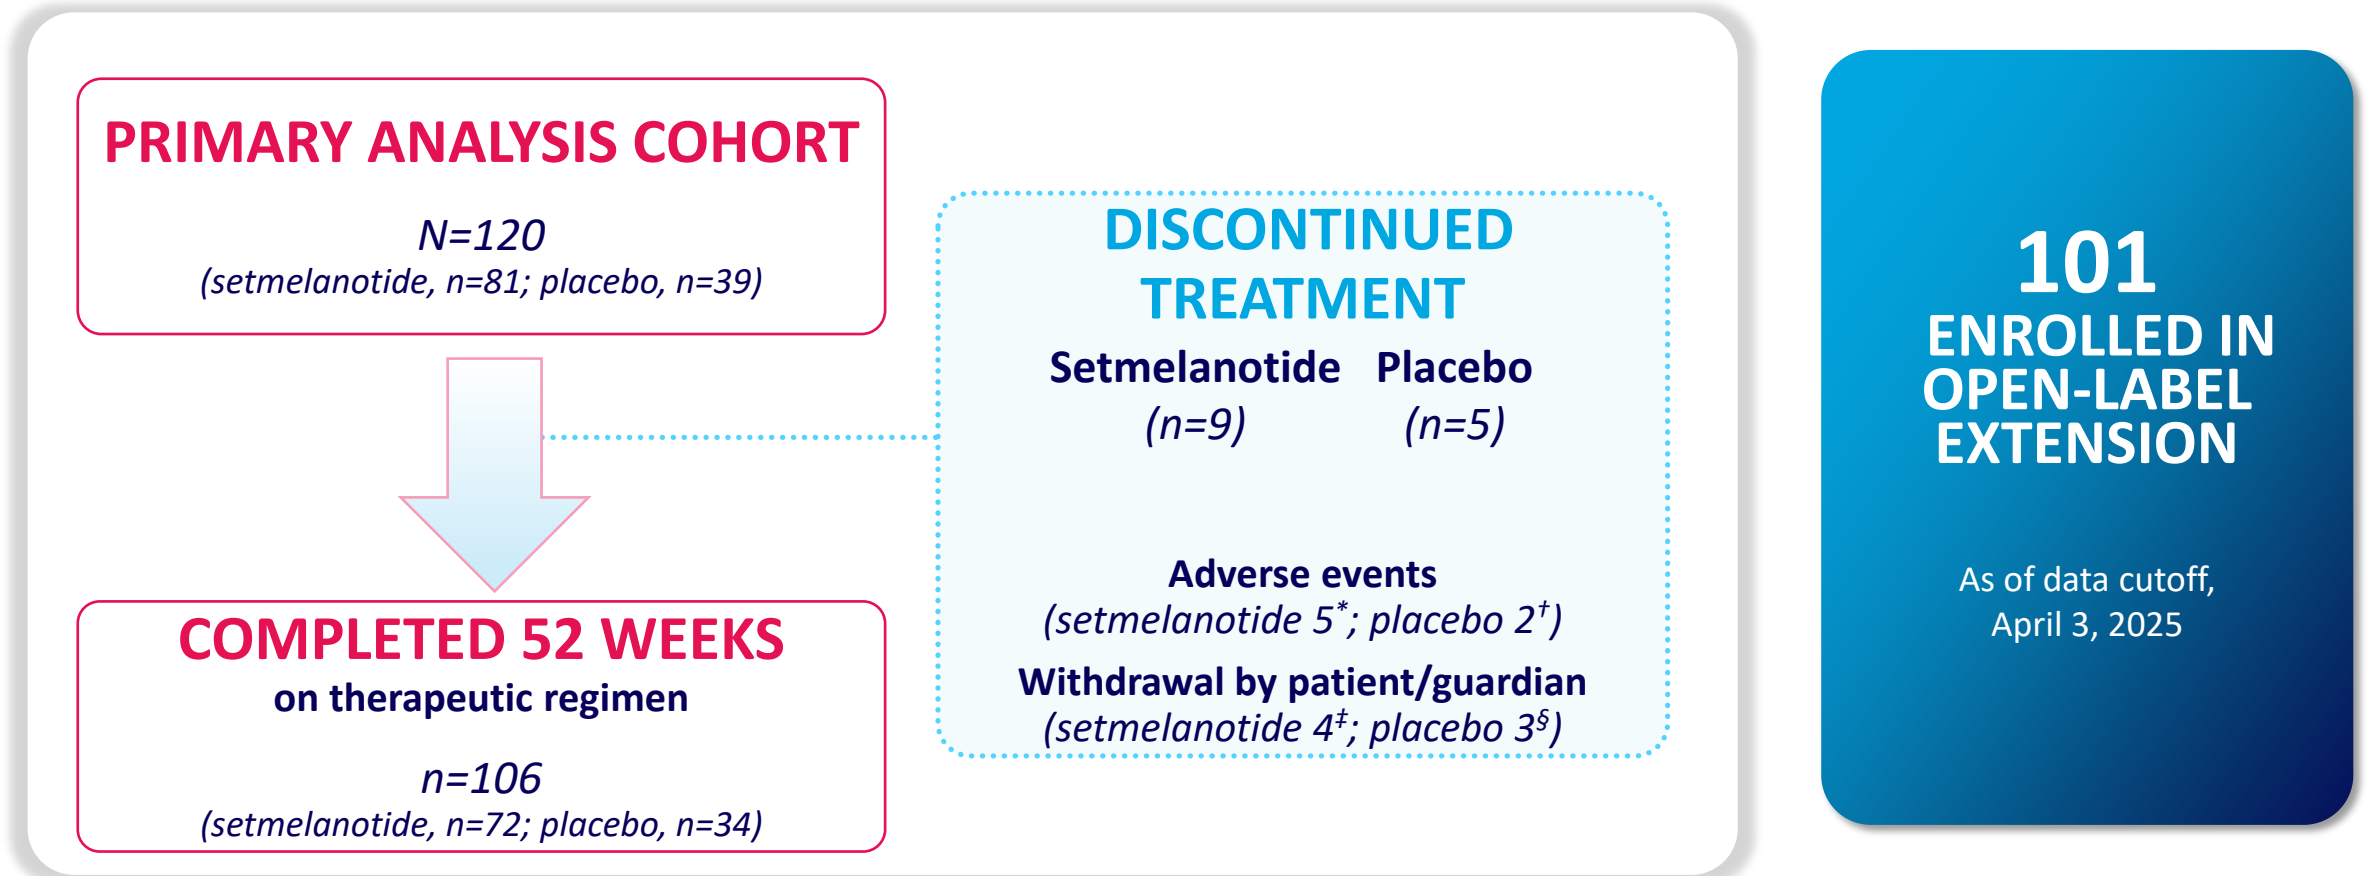 PRIMARY ANALYSIS COHORT
N=120
(setmelanotide, n=81; placebo, n=39)
COMPLETED 52 WEEKS
on therapeutic regimen
n=106
(setmelanotide, n=72; placebo, n=34)
DISCONTINUED
TREATMENT
Setmelanotide Placebo
(n=9) (n=5)
Adverse events
(setmelanotide 5*; placebo 2†)
Withdrawal by patient/guardian
(setmelanotide 4‡; placebo 3§)
101
ENROLLED IN
OPEN-LABEL
EXTENSION
As of data cutoff,
April 3, 2025